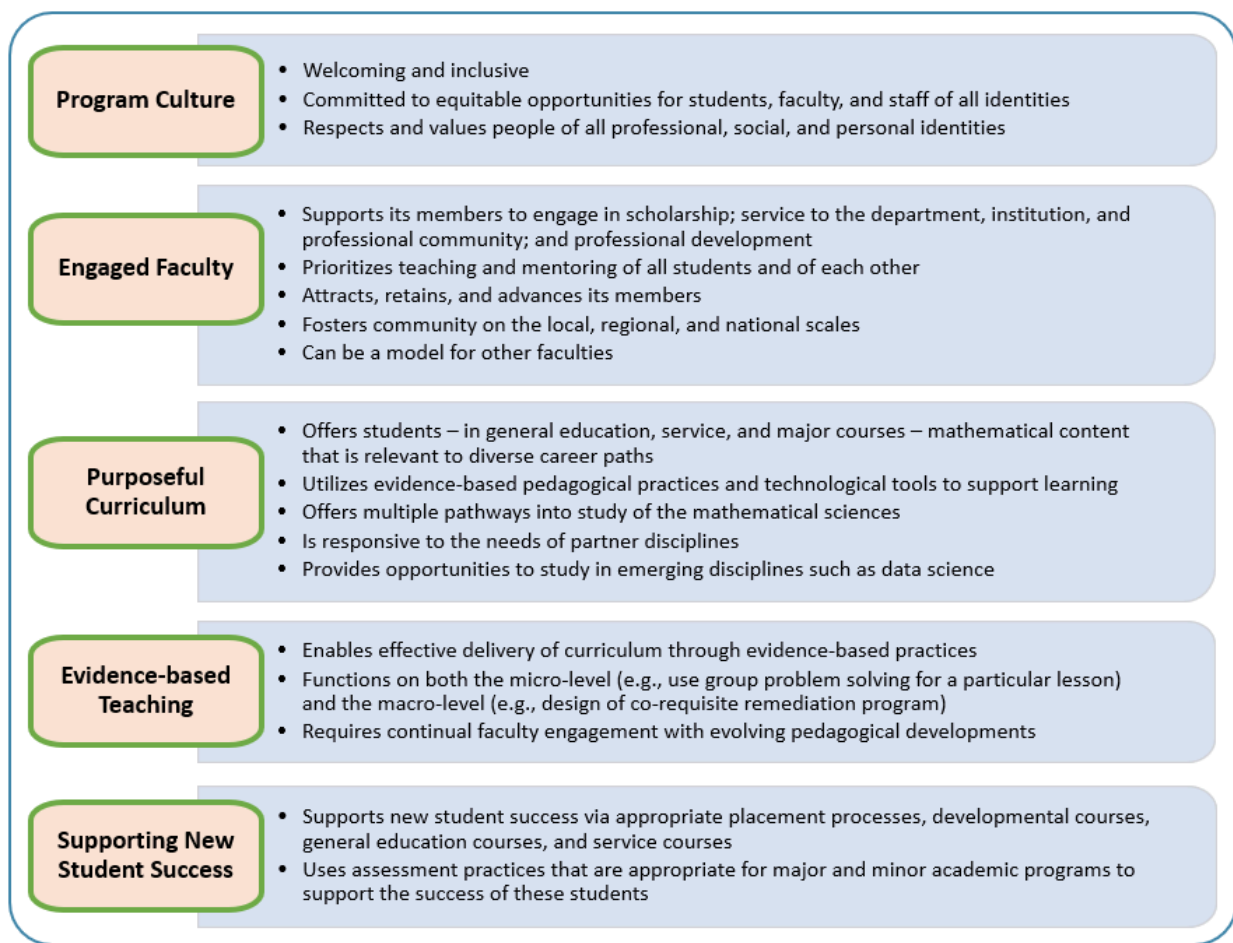 Program Culture
• Welcoming and inclusive
• Committed to equitable opportunities for students, faculty, and staff of all identities
• Respects and values people of all professional, social, and personal identities
Engaged Faculty
• Supports its members to engage in scholarship; service to the department, institution, and
professional community; and professional development
• Prioritizes teaching and mentoring of all students and of each other
• Attracts, retains, and advances its members
• Fosters community on the local, regional, and national scales
• Can be a model for other faculties
Purposeful
Curriculum
• Offers students – in general education, service, and major courses – mathematical content
that is relevant to diverse career paths
• Utilizes evidence-based pedagogical practices and technological tools to support learning
• Offers multiple pathways into study of the mathematical sciences
• Is responsive to the needs of partner disciplines
• Provides opportunities to study in emerging disciplines such as data science
Evidence-based
Teaching
• Enables effective delivery of curriculum through evidence-based practices
• Functions on both the micro-level (e.g., use group problem solving for a particular lesson)
and the macro-level (e.g., design of co-requisite remediation program)
• Requires continual faculty engagement with evolving pedagogical developments
Supporting New
Student Success
• Supports new student success via appropriate placement processes, developmental courses,
general education courses, and service courses
• Uses assessment practices that are appropriate for major and minor academic programs to
support the success of these students